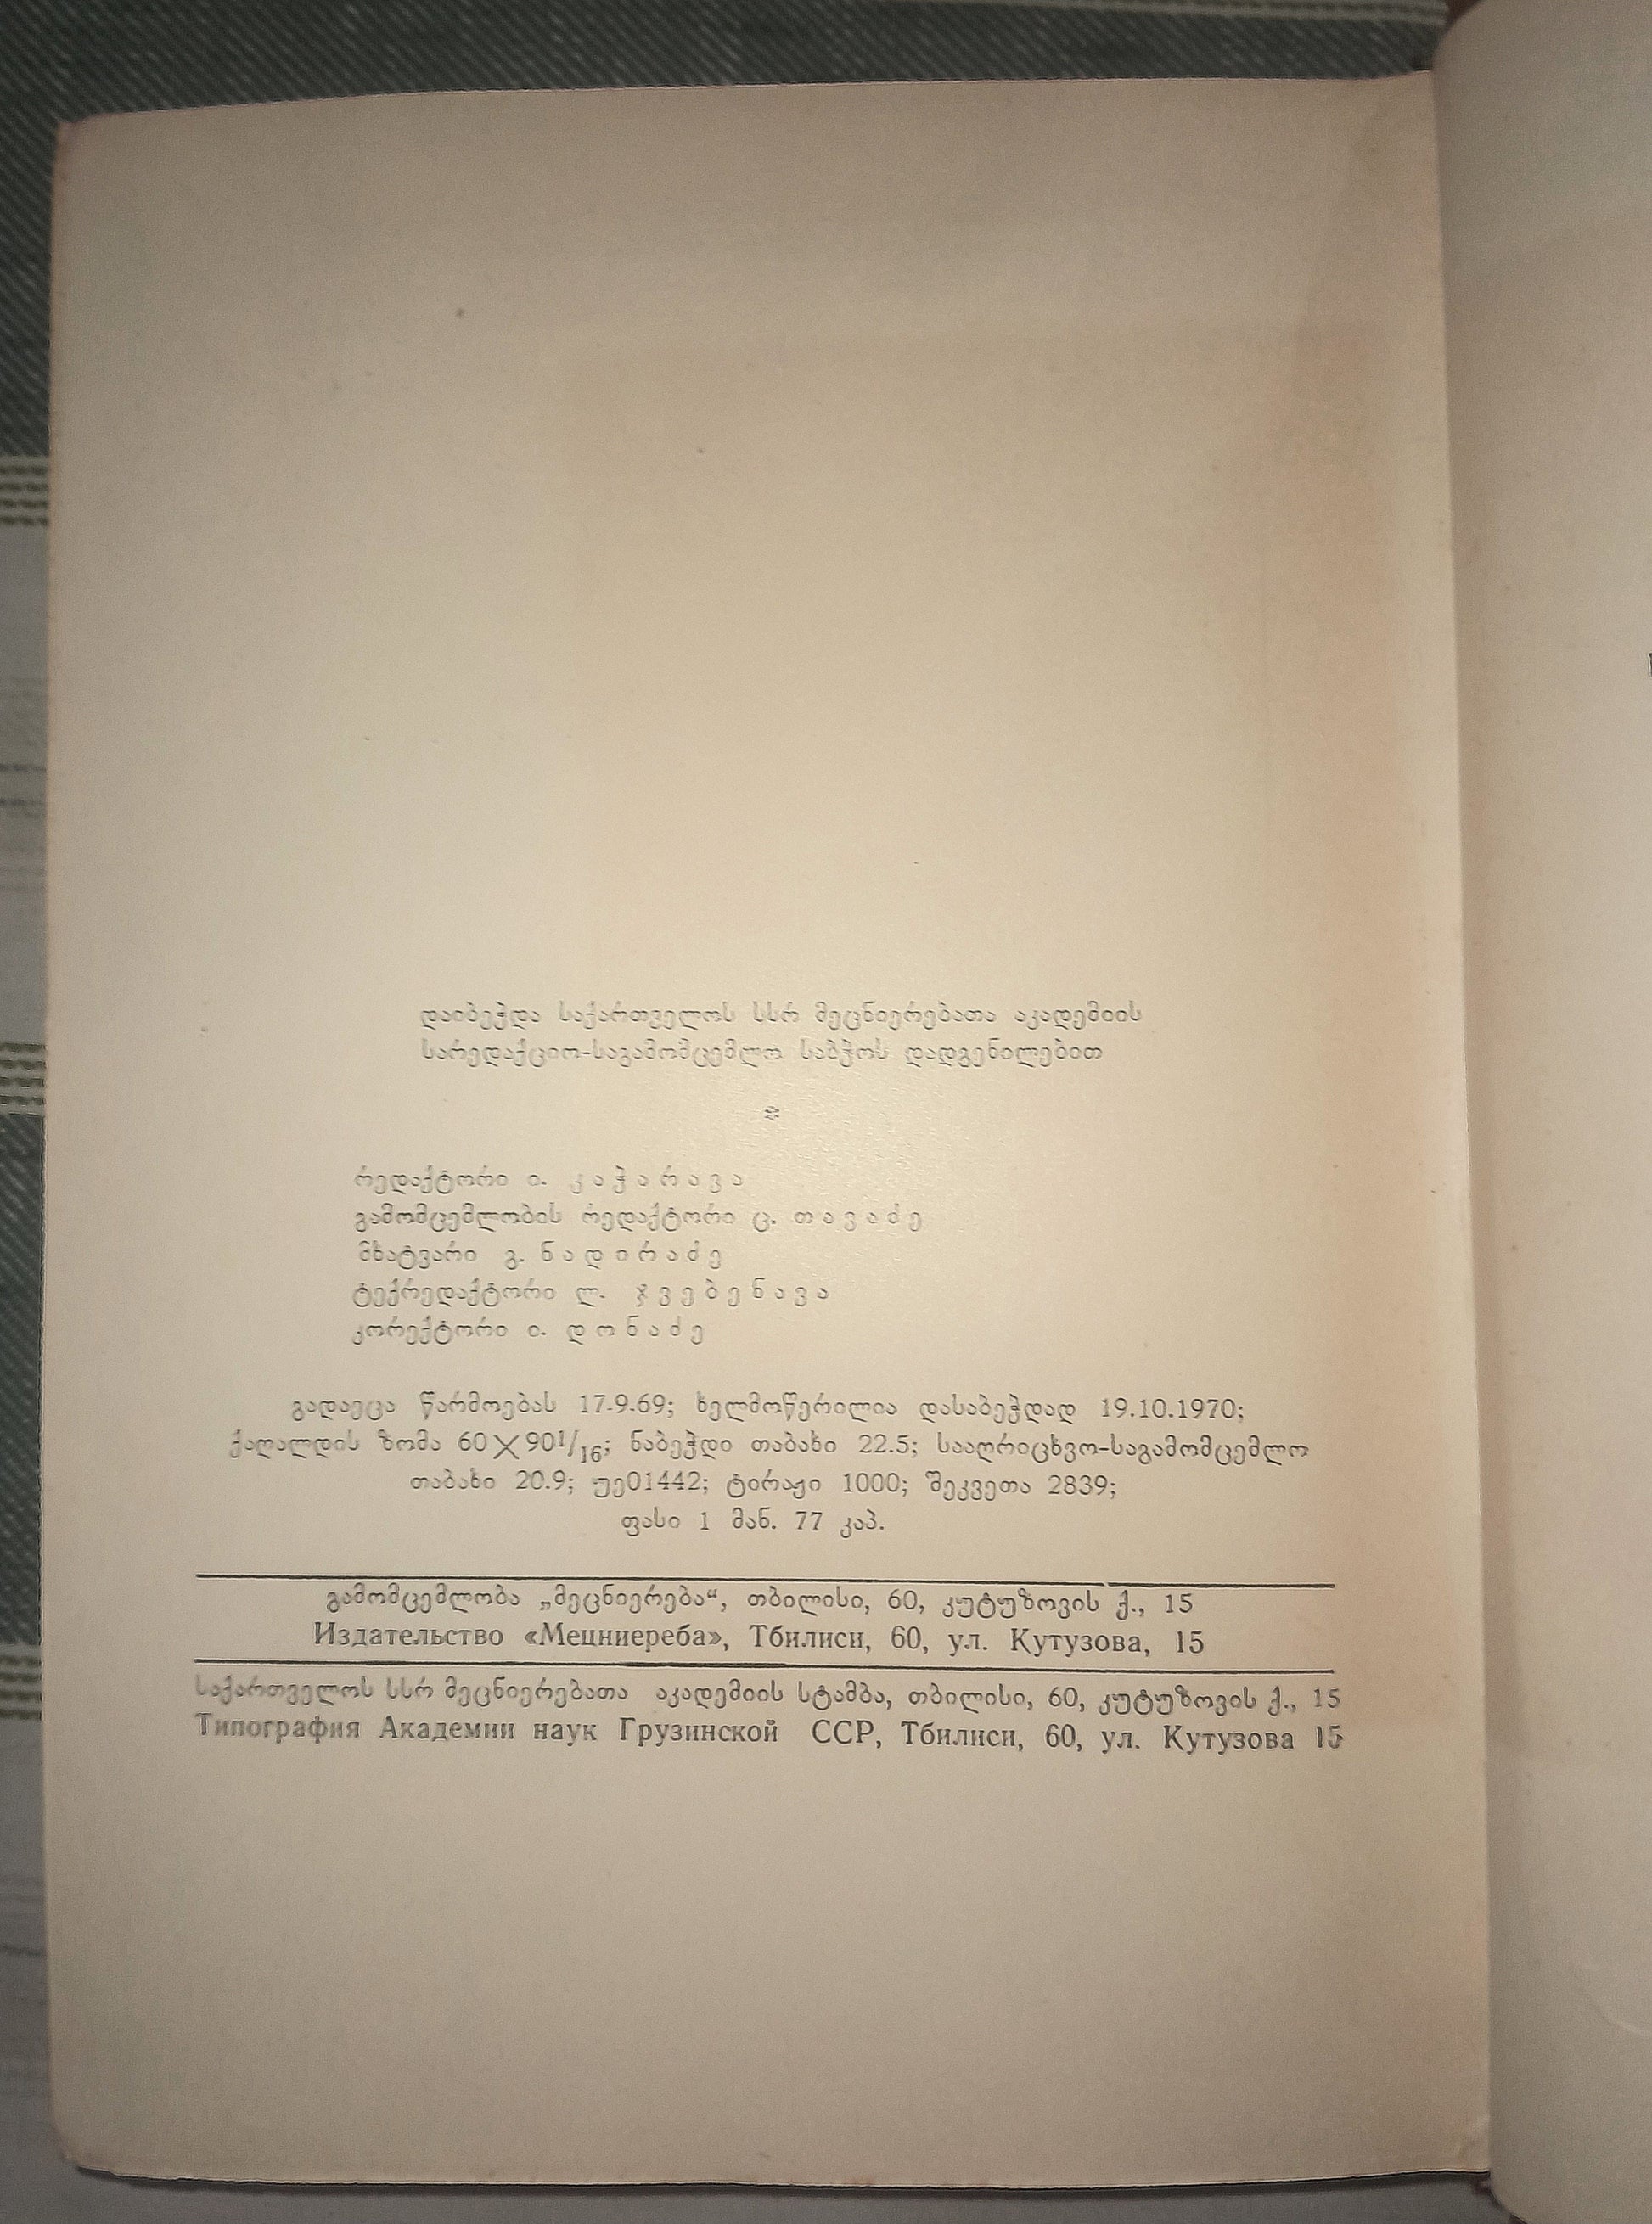 დაიბეჭდა საქართველოს სსრ მეცნიერებათა აკადემიის
სარედაქციო-საგამომცემლო საბჭოს დადგენილებით
*
რედაქტორი ი. კაჭარავა
გამომცემლობის რედაქტორი ც. თავაძე
მხატვარი გ. ნადირაძე
ტექრედაქტორი ლ. ჯვებენავა
კორექტორი ი. დონაძე
გადაეცა წარმოებას 17.9.69; ხელმოწერილია დასაბეჭდად 19.10.1970;
ქაღალდის ზომა 60×90¹/₁₆; ნაბეჭდი თაბახი 22.5; სააღრიცხვო-საგამომცემლო
თაბახი 20.9; უე01442; ტირაჟი 1000; შეკვეთა 2839;
ფასი 1 მან. 77 კაპ.
გამომცემლობა „მეცნიერება“, თბილისი, 60, კუტუზოვის ქ., 15
Издательство «Мецниереба», Тбилиси, 60, ул. Кутузова, 15
საქართველოს სსრ მეცნიერებათა აკადემიის სტამბა, თბილისი, 60, კუტუზოვის ქ., 15
Типография Академии наук Грузинской ССР, Тбилиси, 60, ул. Кутузова 15